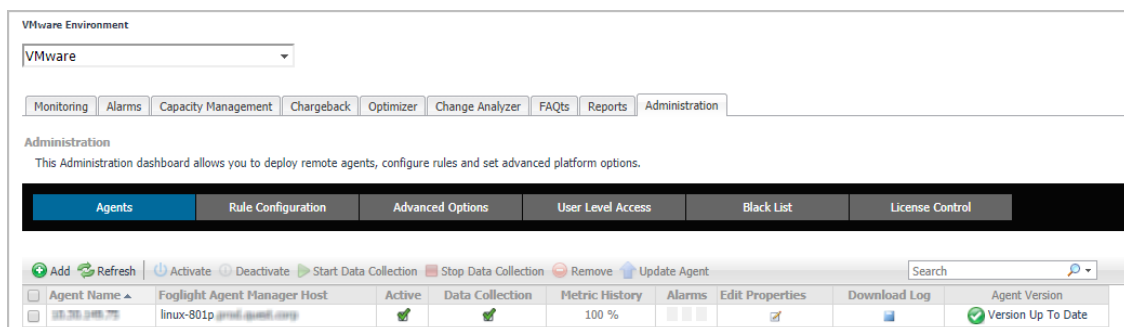 VMware Environment
VMware
Monitoring Alarms Capacity Management Chargeback Optimizer Change Analyzer FAQts Reports Administration
Administration
This Administration dashboard allows you to deploy remote agents, configure rules and set advanced platform options.
Agents Rule Configuration Advanced Options User Level Access Black List License Control
Add Refresh Activate Deactivate Start Data Collection Stop Data Collection Remove Update Agent Search
Agent Name Foglight Agent Manager Host Active Data Collection Metric History Alarms Edit Properties Download Log Agent Version
linux-801p 100 % Version Up To Date